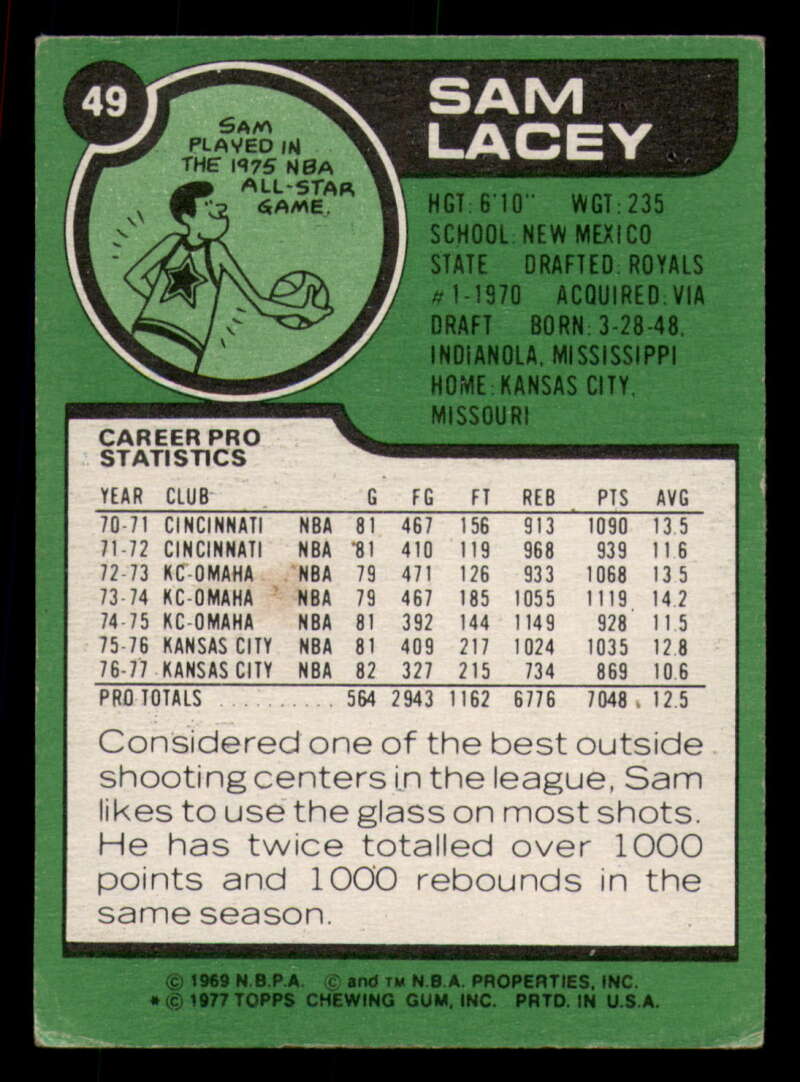 49
SAM
PLAYED IN
THE 1975 NBA
ALL-STAR
GAME.
SAM
LACEY
HGT: 6'10" WGT: 235
SCHOOL: NEW MEXICO
STATE DRAFTED: ROYALS
#1-1970 ACQUIRED: VIA
DRAFT BORN: 3-28-48,
INDIANOLA, MISSISSIPPI
HOME: KANSAS CITY,
MISSOURI
CAREER PRO
STATISTICS
YEAR CLUB G FG FT REB PTS AVG
70-71 CINCINNATI NBA 81 467 156 913 1090 13.5
71-72 CINCINNATI NBA 81 410 119 968 939 11.6
72-73 KC-OMAHA NBA 79 471 126 933 1068 13.5
73-74 KC-OMAHA NBA 79 467 185 1055 1119 14.2
74-75 KC-OMAHA NBA 81 392 144 1149 928 11.5
75-76 KANSAS CITY NBA 81 409 217 1024 1035 12.8
76-77 KANSAS CITY NBA 82 327 215 734 869 10.6
PRO TOTALS .......... 564 2943 1162 6776 7048 12.5
Considered one of the best outside
shooting centers in the league, Sam
likes to use the glass on most shots.
He has twice totalled over 1000
points and 1000 rebounds in the
same season.
© 1969 N.B.P.A. © and TM N.B.A. PROPERTIES, INC.
* © 1977 TOPPS CHEWING GUM, INC. PRTD. IN U.S.A.